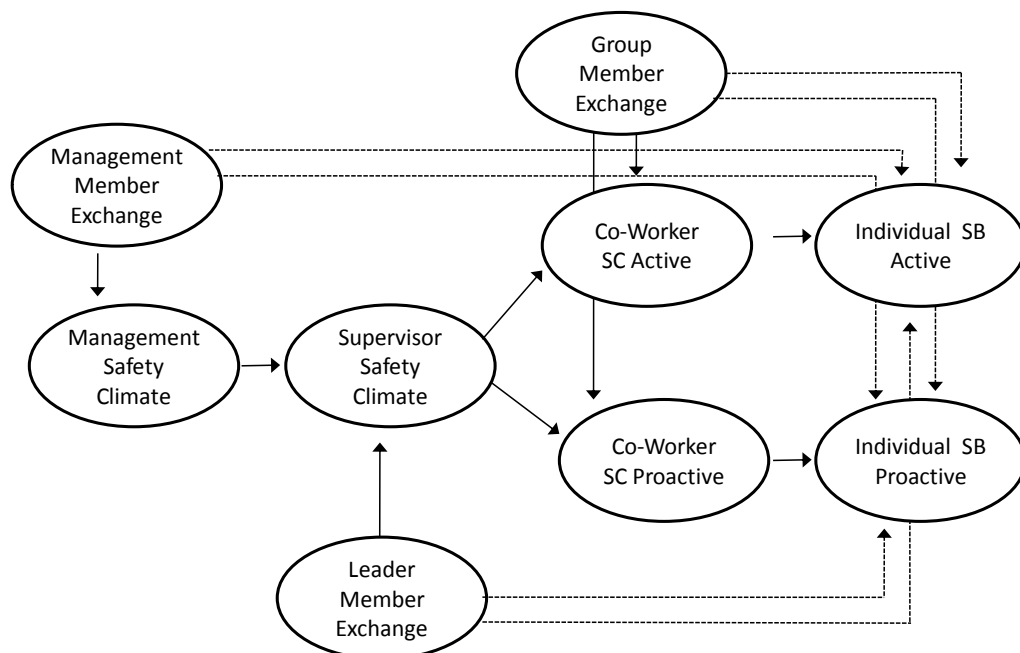 Group
Member
Exchange
Management
Member
Exchange
Co-Worker
SC Active
Individual SB
Active
Management
Safety
Climate
Supervisor
Safety
Climate
Co-Worker
SC Proactive
Individual SB
Proactive
Leader
Member
Exchange